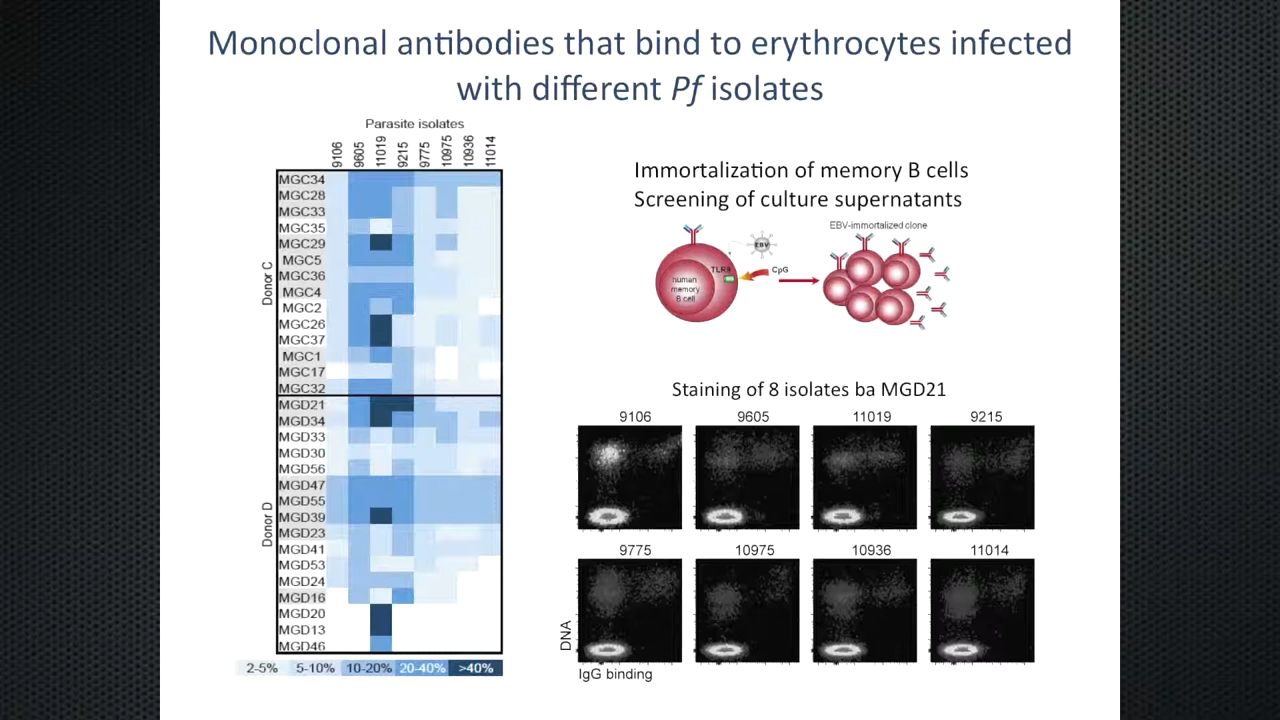 Monoclonal antibodies that bind to erythrocytes infected
with different Pf isolates
Parasite isolates
9106 9605 11019 9215 9775 10975 10936 11014
Donor C
MGC34
MGC28
MGC33
MGC35
MGC29
MGC5
MGC36
MGC4
MGC2
MGC26
MGC37
MGC1
MGC17
MGC32
Donor D
MGD21
MGD34
MGD33
MGD30
MGD56
MGD47
MGD55
MGD39
MGD23
MGD41
MGD53
MGD24
MGD16
MGD20
MGD13
MGD46
2-5% 5-10% 10-20% 20-40% >40%
Immortalization of memory B cells
Screening of culture supernatants
EBV-immortalized clone
EBV
TLR9
CpG
human
memory
B cell
Staining of 8 isolates ba MGD21
9106 9605 11019 9215
9775 10975 10936 11014
DNA
IgG binding